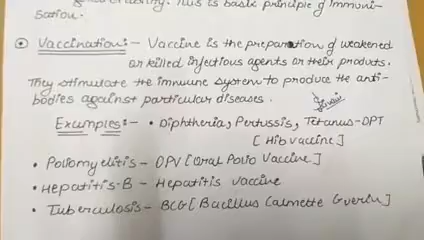 This is basic principle of Immuni-
sation.
⊙ Vaccination:- Vaccine is the preparation of weakened
or killed infectious agents or their products.
They stimulate the immune system to produce the anti-
bodies against particular diseases.
Examples:- • Diphtheria, Pertussis, Tetanus-DPT
[Hib vaccine]
• Poliomyelitis - OPV [Oral Polio Vaccine]
• Hepatitis-B - Hepatitis vaccine
• Tuberculosis - BCG [Bacillus Calmette Guerin]